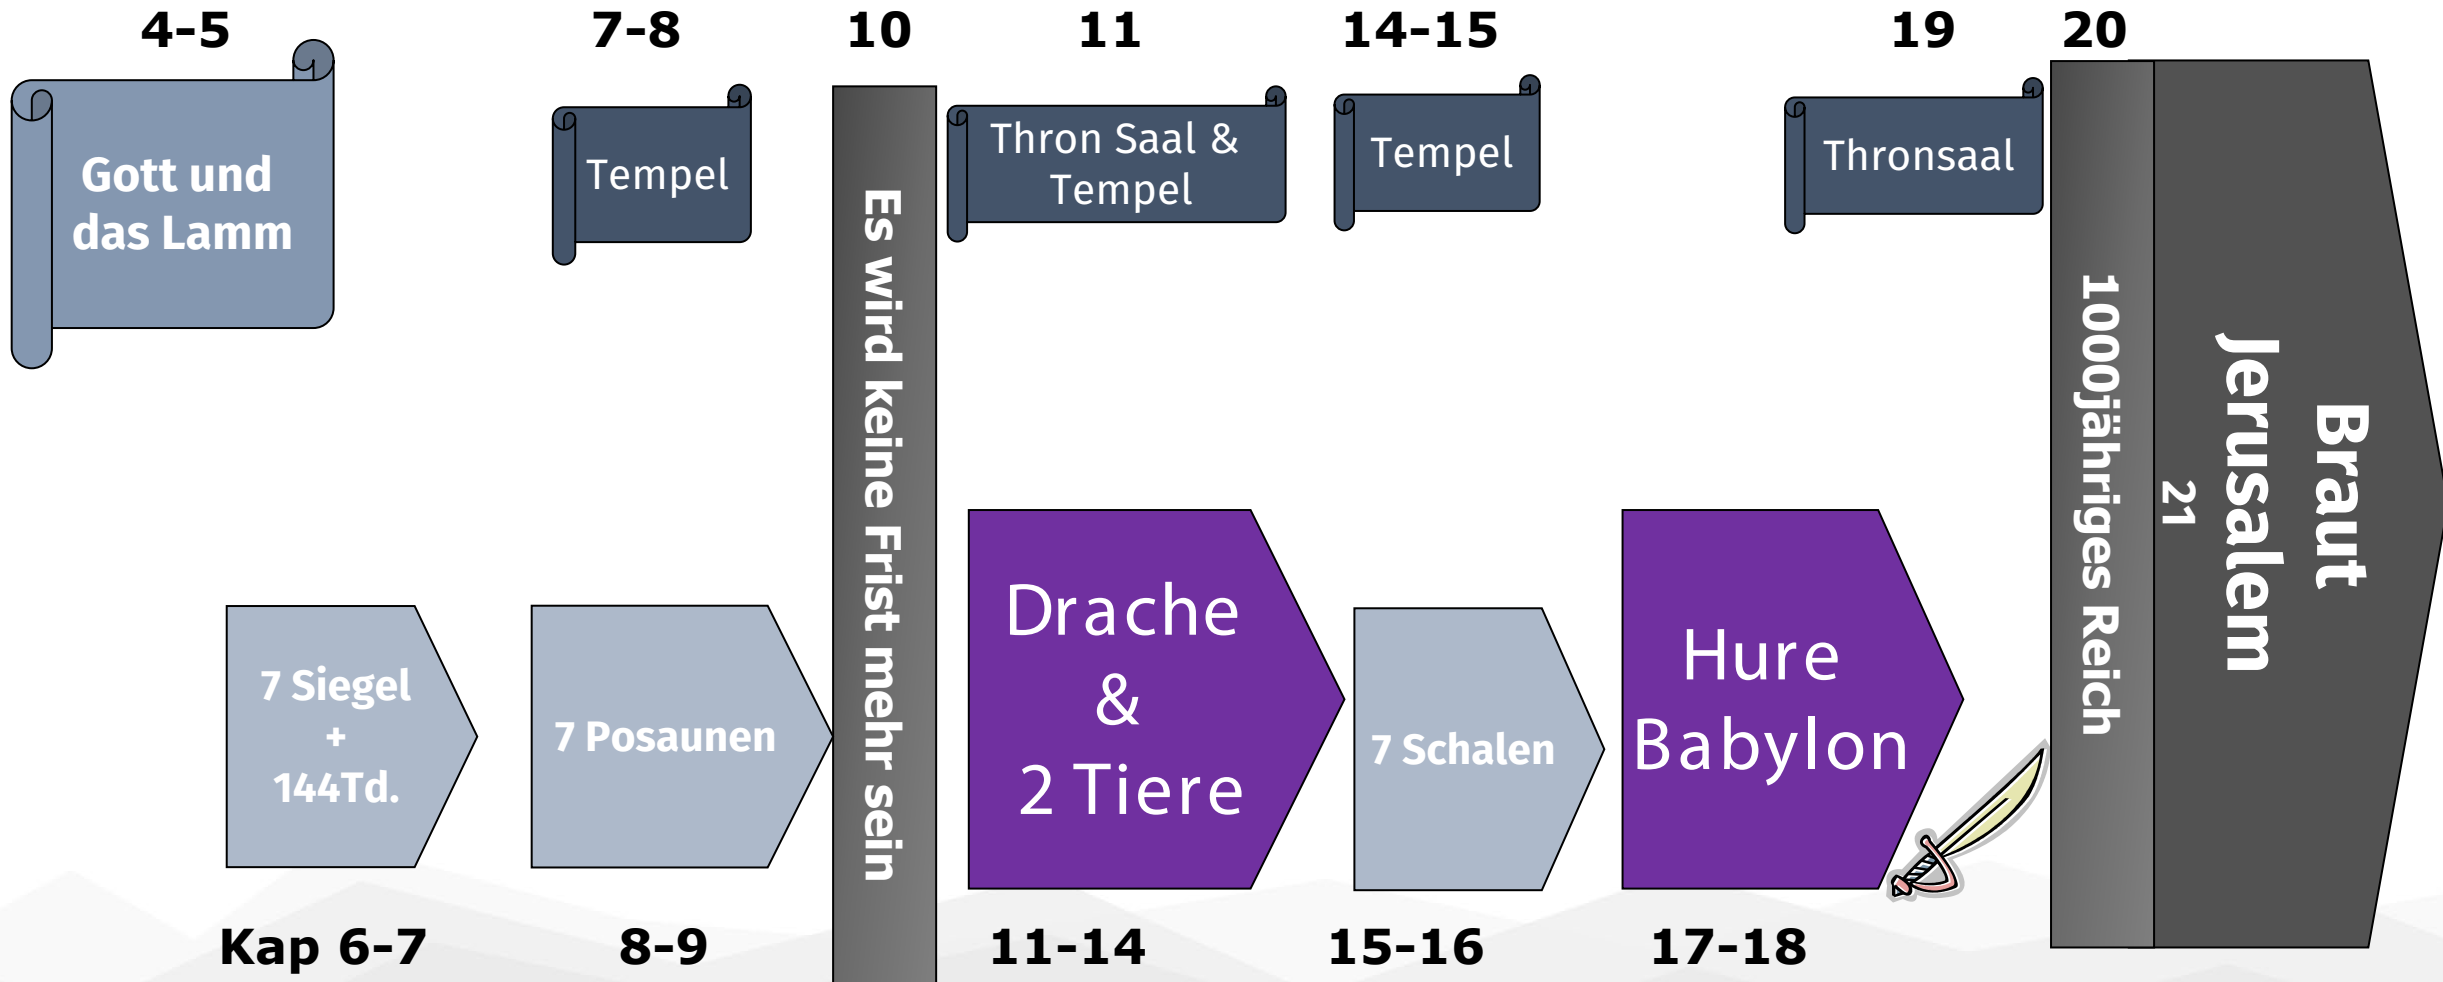 4-5
7-8
10
11
14-15
19
20
Gott und
das Lamm
Tempel
Thron Saal &
Tempel
Tempel
Thronsaal
Es wird keine Frist mehr sein
1000jähriges Reich
21
Braut
Jerusalem
7 Siegel
+
144Td.
7 Posaunen
Drache
&
2 Tiere
7 Schalen
Hure
Babylon
Kap 6-7
8-9
11-14
15-16
17-18